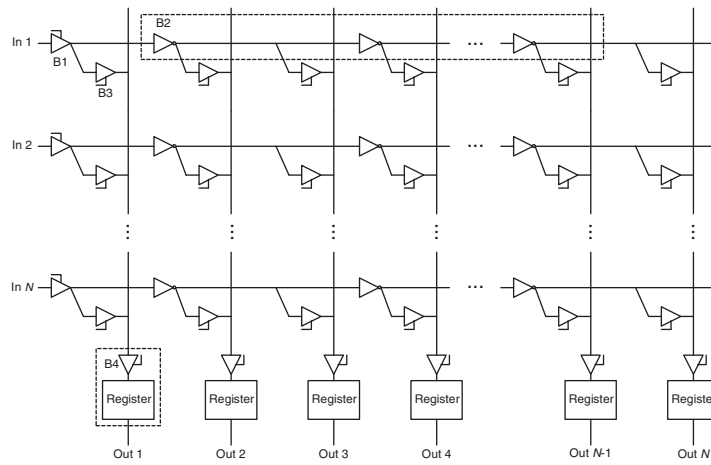 B2
In 1
B1
B3
...
In 2
...
In N
...
B4
Register Register Register Register Register Register
Out 1 Out 2 Out 3 Out 4 Out N-1 Out N